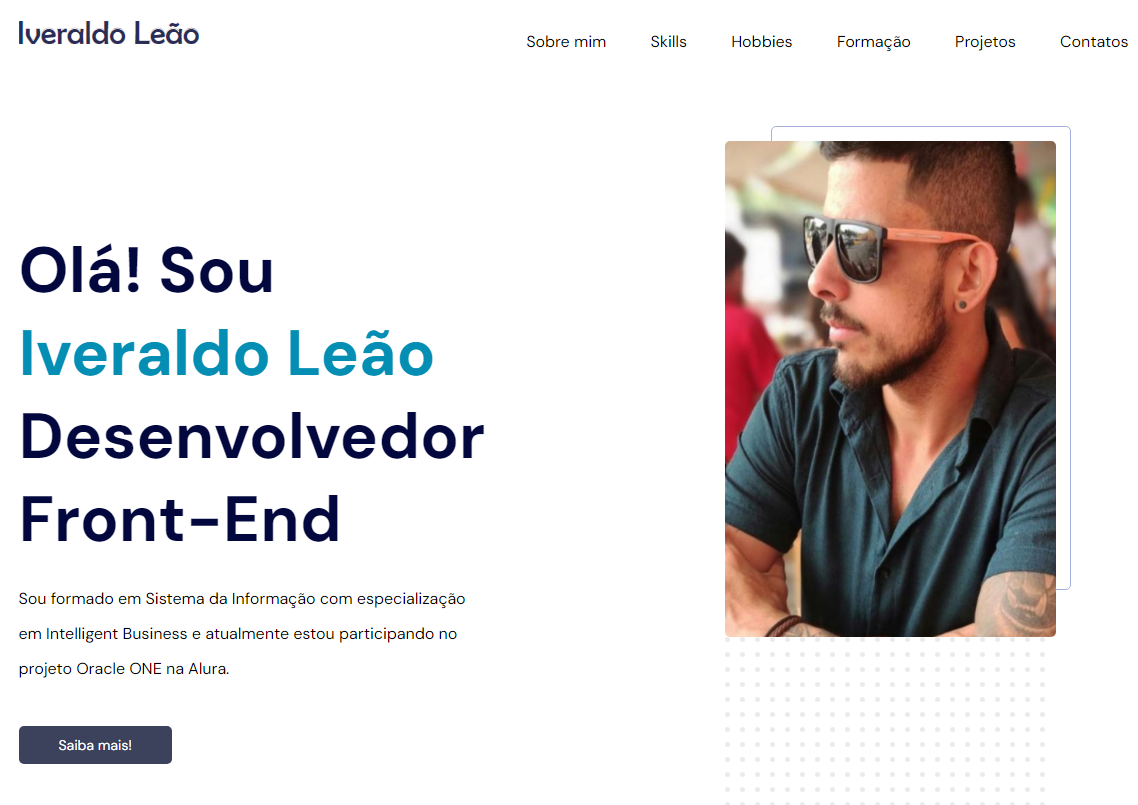 Iveraldo Leão
Sobre mim
Skills
Hobbies
Formação
Projetos
Contatos
Olá! Sou
Iveraldo Leão
Desenvolvedor
Front-End
Sou formado em Sistema da Informação com especialização
em Intelligent Business e atualmente estou participando no
projeto Oracle ONE na Alura.
Saiba mais!